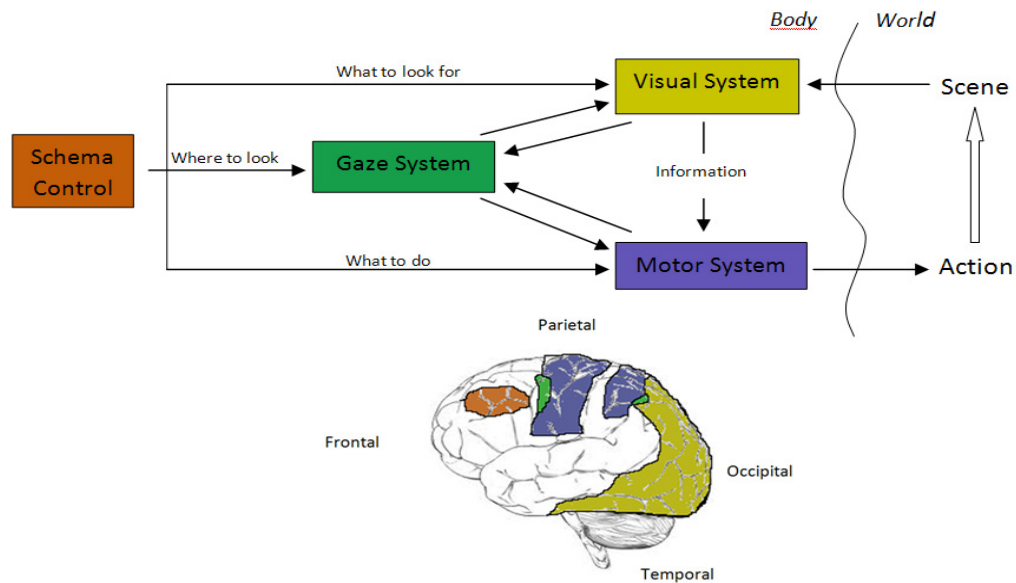 Body World
What to look for
Visual System
Scene
Schema
Control
Where to look
Gaze System
Information
What to do
Motor System
Action
Parietal
Frontal
Occipital
Temporal